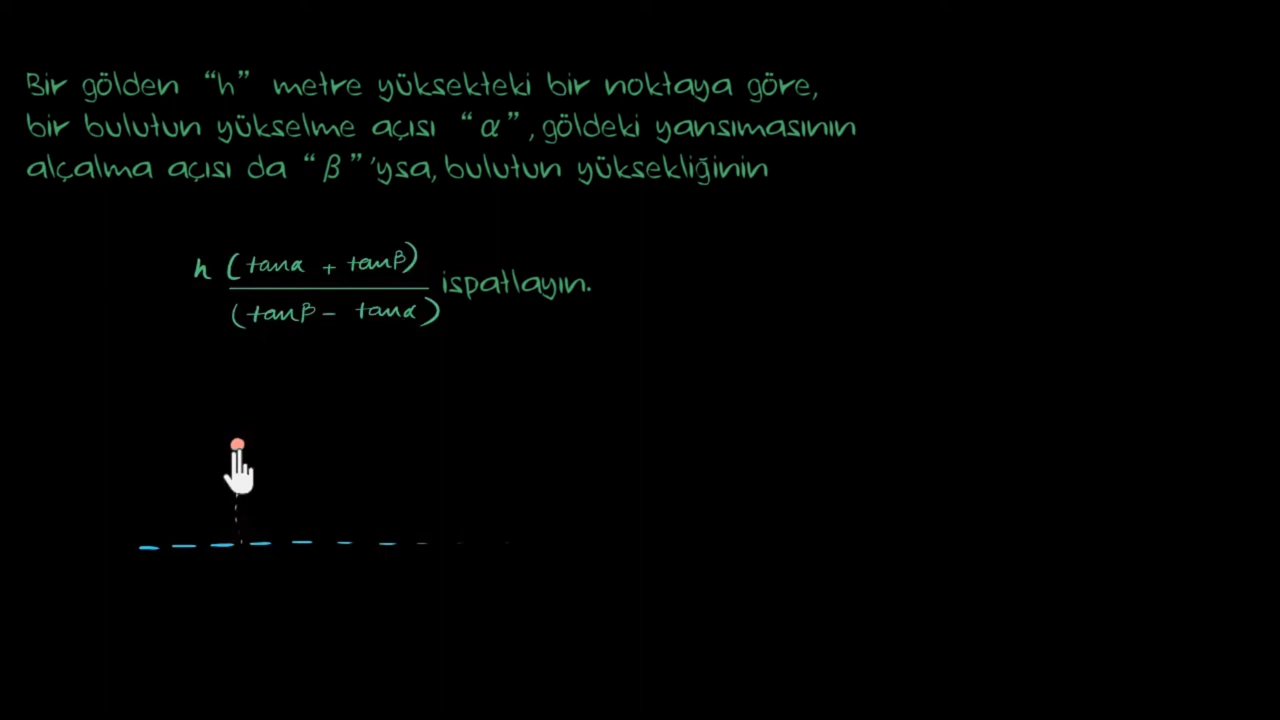 Bir gölden “h” metre yüksekteki bir noktaya göre,
bir bulutun yükselme açısı “α”, göldeki yansımasının
alçalma açısı da “β”'ysa, bulutun yüksekliğinin
h (tanα + tanβ)
(tanβ - tanα) ispatlayın.